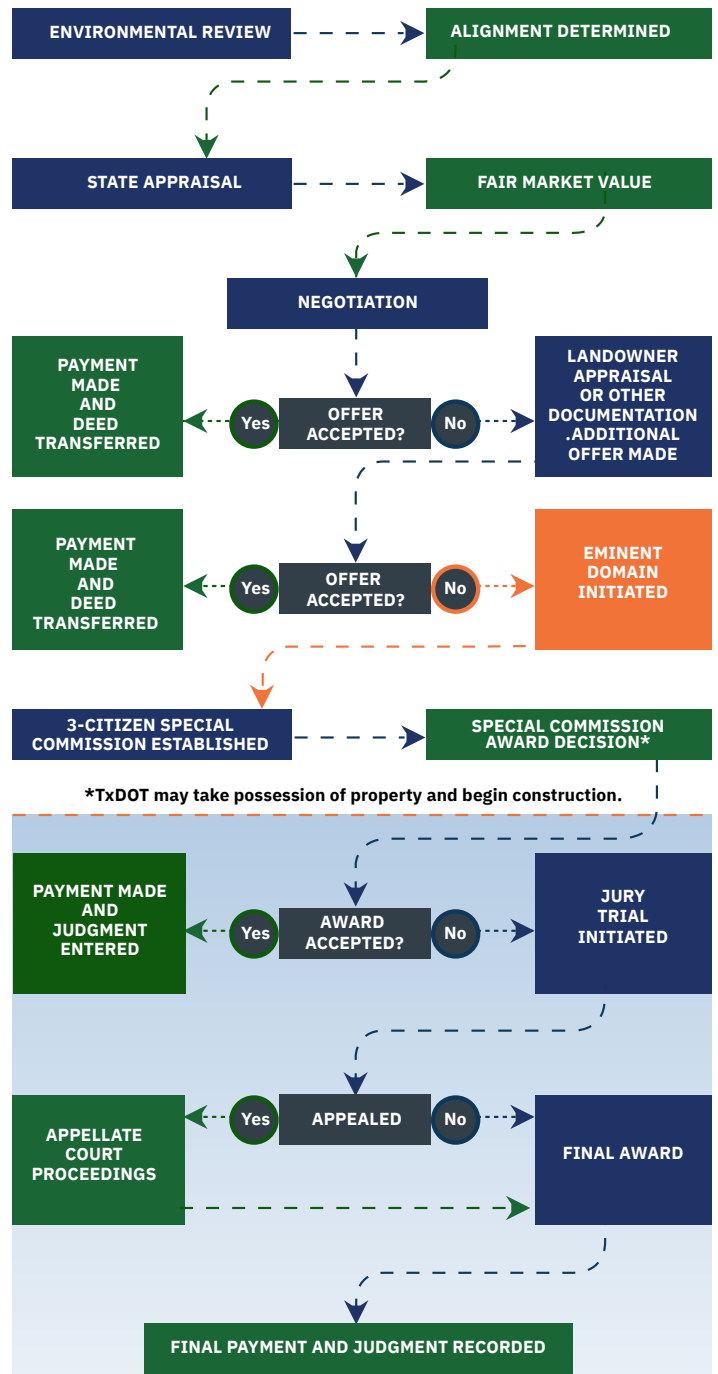 ENVIRONMENTAL REVIEW
ALIGNMENT DETERMINED
STATE APPRAISAL
FAIR MARKET VALUE
NEGOTIATION
PAYMENT
MADE
AND
DEED
TRANSFERRED
Yes
OFFER
ACCEPTED?
No
LANDOWNER
APPRAISAL
OR OTHER
DOCUMENTATION
.ADDITIONAL
OFFER MADE
PAYMENT
MADE
AND
DEED
TRANSFERRED
Yes
OFFER
ACCEPTED?
No
EMINENT
DOMAIN
INITIATED
3-CITIZEN SPECIAL
COMMISSION ESTABLISHED
SPECIAL COMMISSION
AWARD DECISION*
*TxDOT may take possession of property and begin construction.
PAYMENT MADE
AND
JUDGMENT
ENTERED
Yes
AWARD
ACCEPTED?
No
JURY
TRIAL
INITIATED
APPELLATE
COURT
PROCEEDINGS
Yes
APPEALED
No
FINAL AWARD
FINAL PAYMENT AND JUDGMENT RECORDED